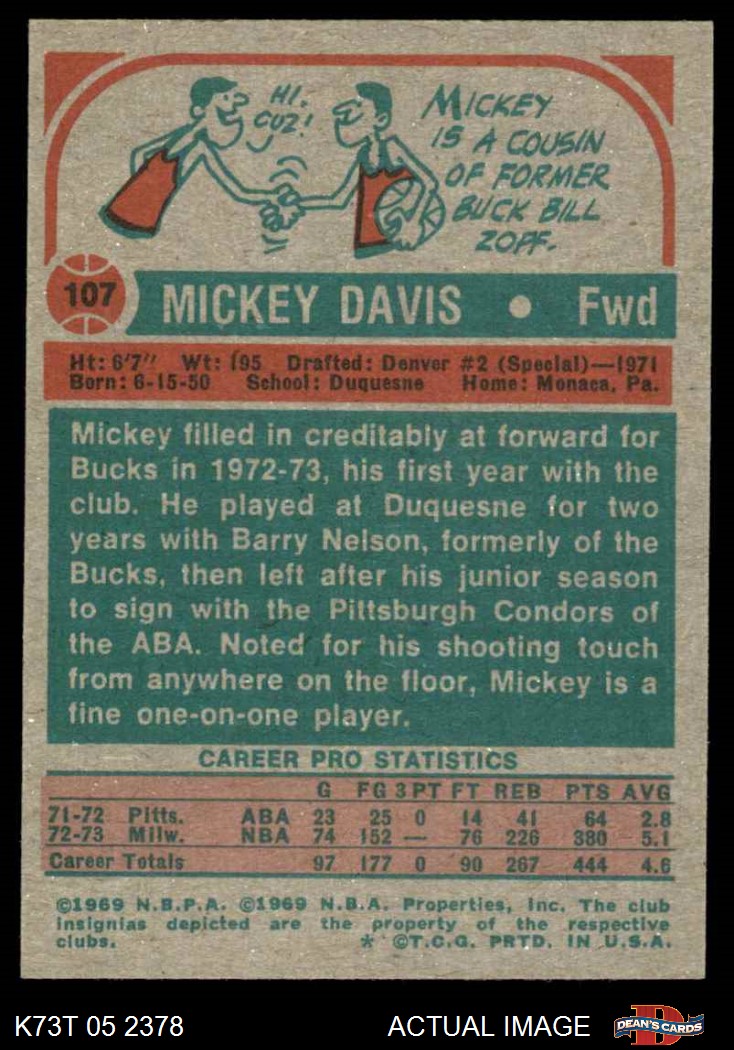 HI,
CUZ!
MICKEY
IS A COUSIN
OF FORMER
BUCK BILL
ZOPF.
107
MICKEY DAVIS • Fwd
Ht: 6'7" Wt: 195 Drafted: Denver #2 (Special)—1971
Born: 6-15-50 School: Duquesne Home: Monaca, Pa.
Mickey filled in creditably at forward for
Bucks in 1972-73, his first year with the
club. He played at Duquesne for two
years with Barry Nelson, formerly of the
Bucks, then left after his junior season
to sign with the Pittsburgh Condors of
the ABA. Noted for his shooting touch
from anywhere on the floor, Mickey is a
fine one-on-one player.
CAREER PRO STATISTICS
G FG 3PT FT REB PTS AVG
71-72 Pitts. ABA 23 25 0 14 41 64 2.8
72-73 Milw. NBA 74 152 — 76 226 380 5.1
Career Totals 97 177 0 90 267 444 4.6
©1969 N.B.P.A. ©1969 N.B.A. Properties, Inc. The club
insignias depicted are the property of the respective
clubs. * ©T.C.G. PRTD. IN U.S.A.
K73T 05 2378 ACTUAL IMAGE
D
DEAN'S CARDS